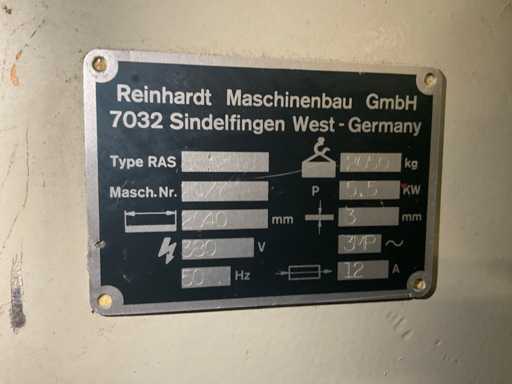 Reinhardt Maschinenbau GmbH
7032 Sindelfingen West-Germany
Type RAS kg
Masch.Nr. P 5.5 KW
2040 mm 3 mm
380 V 3MP ~
50 Hz 12 A